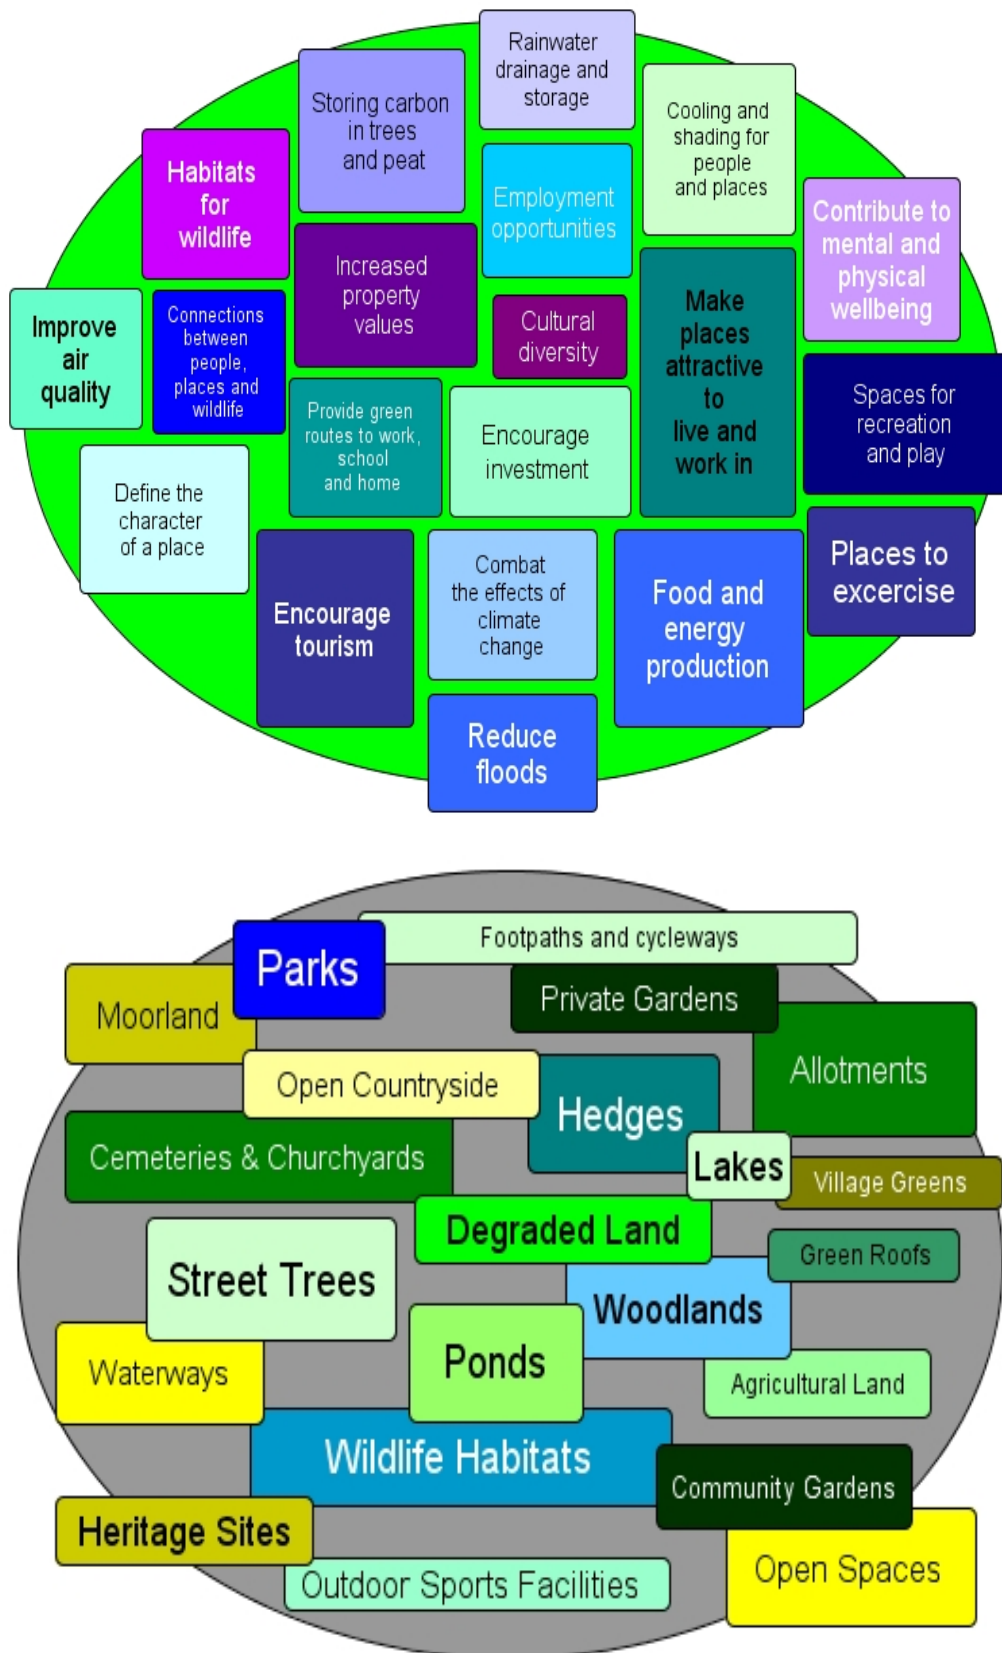 Rainwater
drainage and
storage
Storing carbon
in trees
and peat
Cooling and
shading for
people
and places
Habitats
for
wildlife
Employment
opportunities
Contribute to
mental and
physical
wellbeing
Increased
property
values
Improve
air
quality
Connections
between
people,
places and
wildlife
Cultural
diversity
Make
places
attractive
to
live and
work in
Spaces for
recreation
and play
Provide green
routes to work,
school
and home
Encourage
investment
Define the
character
of a place
Places to
excercise
Encourage
tourism
Combat
the effects of
climate
change
Food and
energy
production
Reduce
floods
Footpaths and cycleways
Parks
Private Gardens
Moorland
Allotments
Open Countryside
Hedges
Cemeteries & Churchyards
Lakes
Village Greens
Degraded Land
Green Roofs
Street Trees
Woodlands
Ponds
Waterways
Agricultural Land
Wildlife Habitats
Community Gardens
Heritage Sites
Open Spaces
Outdoor Sports Facilities